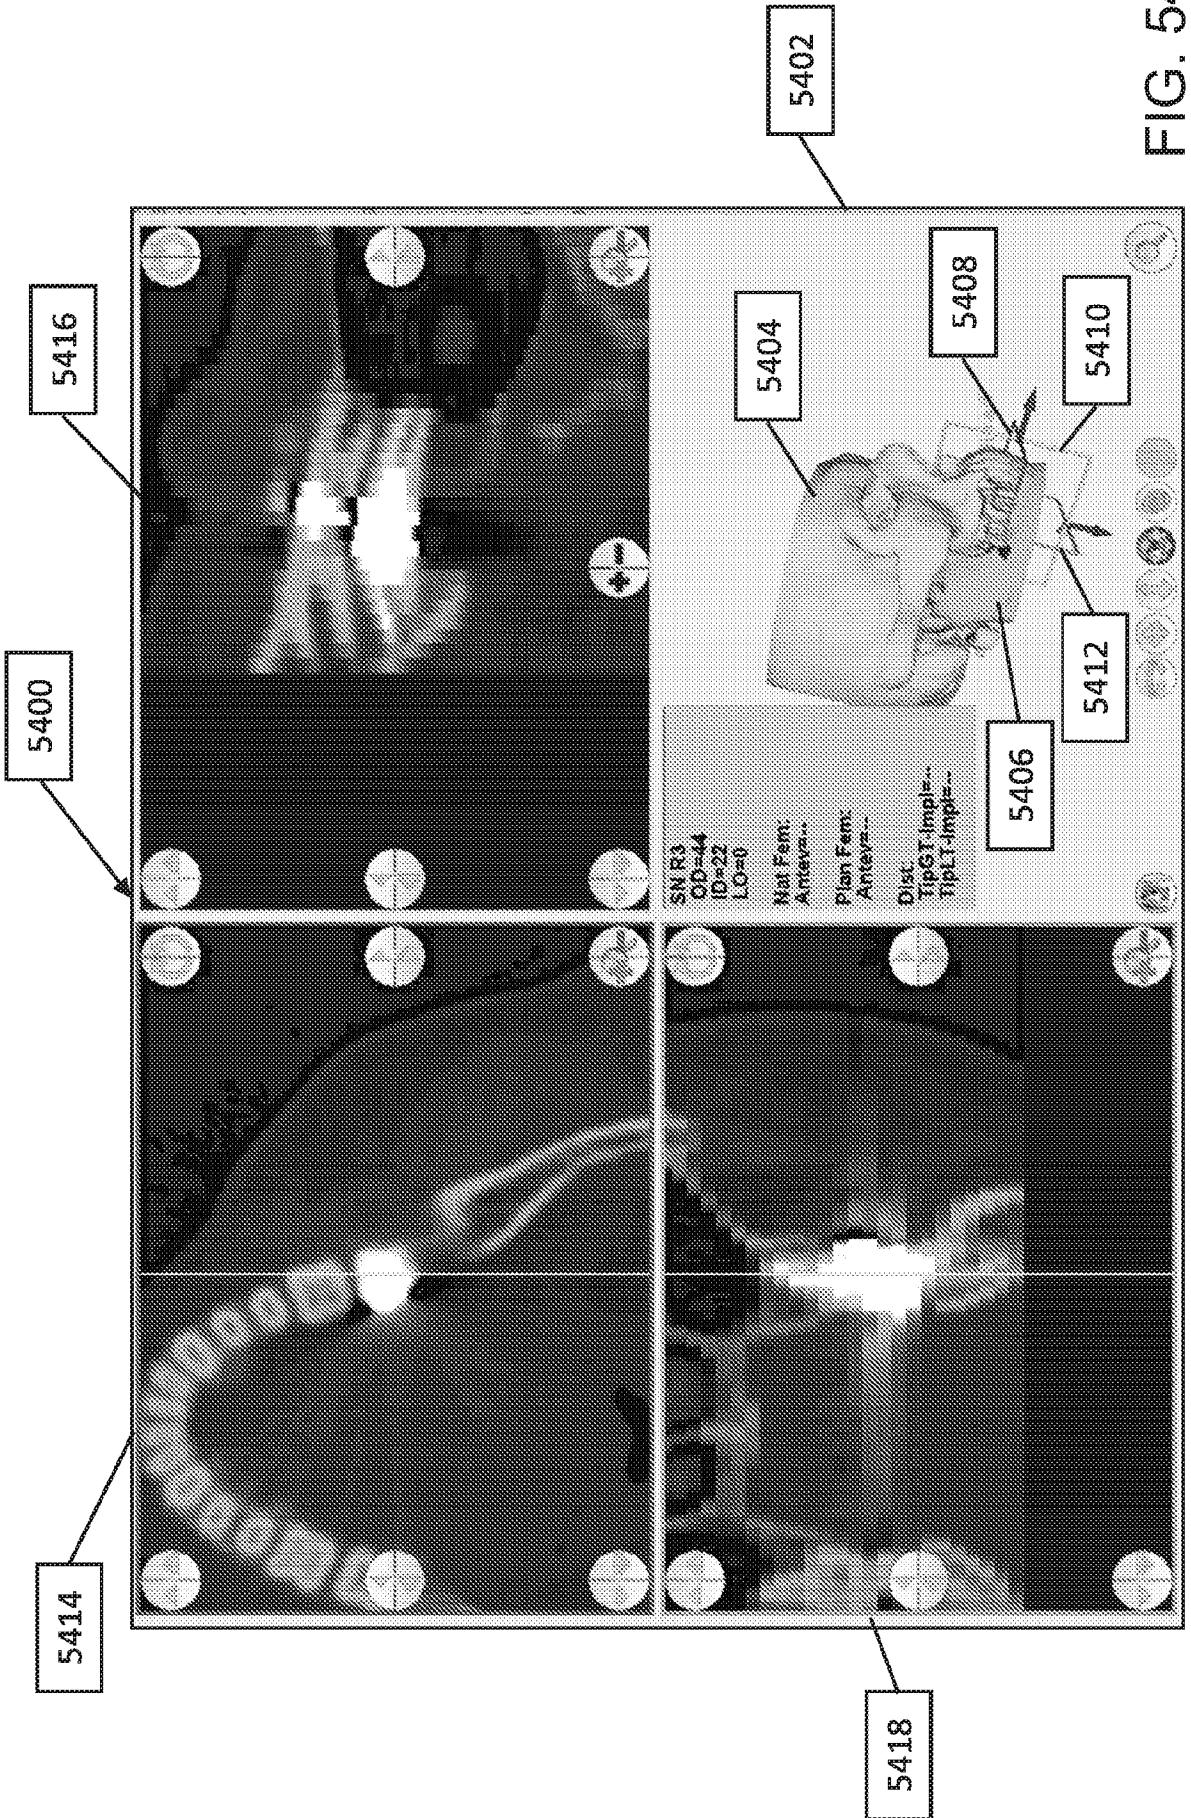 5400
5416
5414
+-
SN R3
OD=44
ID=22
LO=0
Nat Fem:
Antev=--
Plan Fem:
Antev=--
Dist:
TipGT-Impl=--
TipLT-Impl=--
5404
5402
5418
5408
5406
5412
5410
FIG. 54